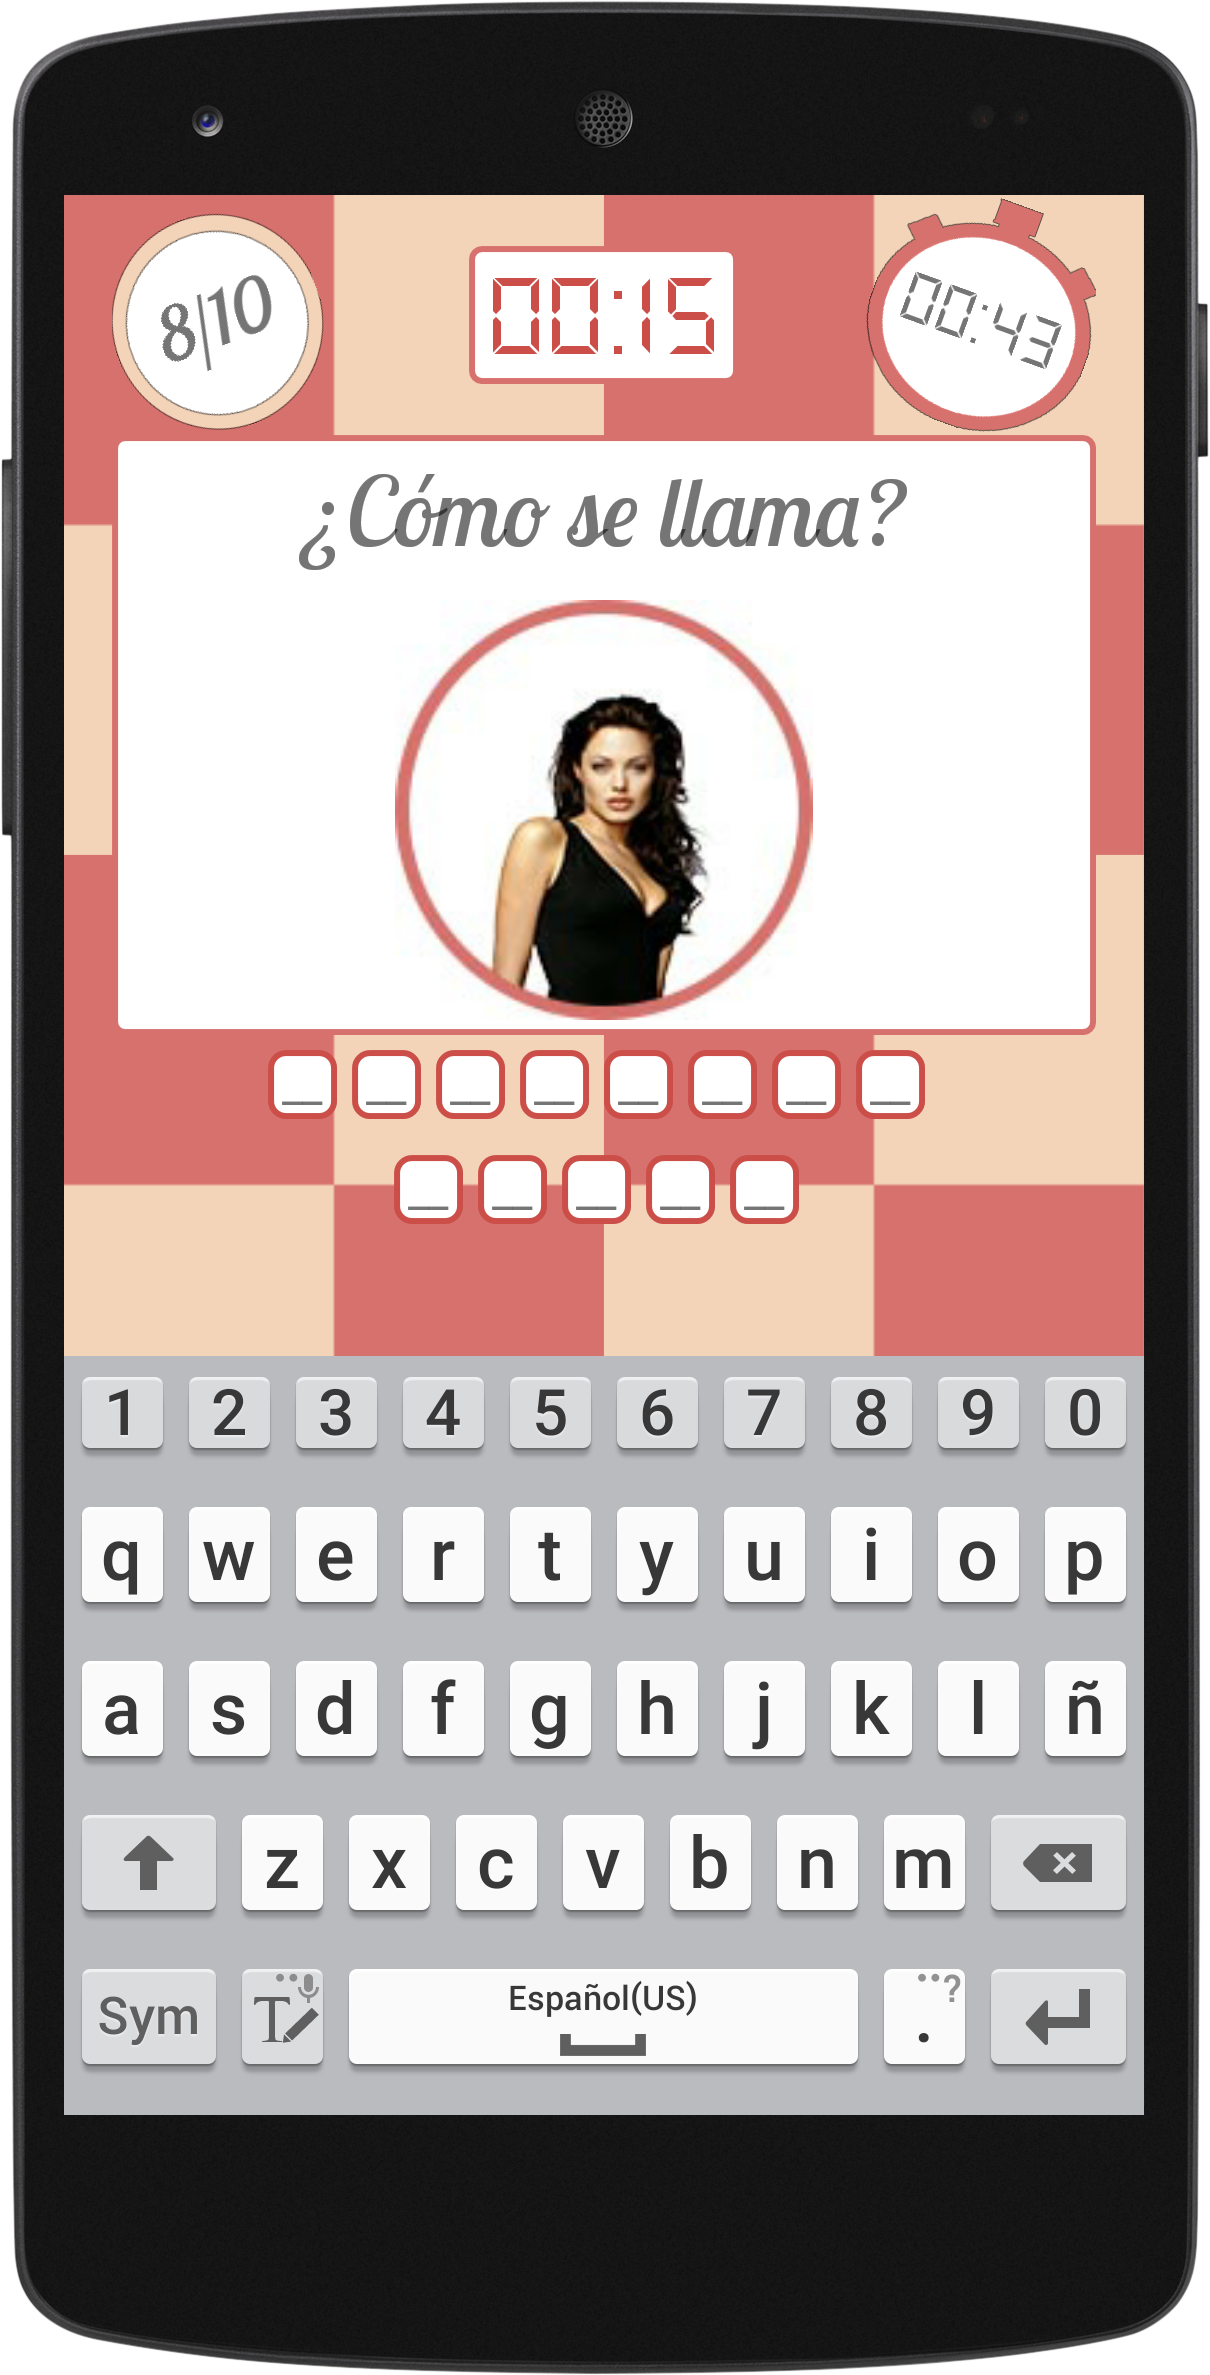 8/10
00:15
00:43
¿Cómo se llama?
_ _ _ _ _ _ _ _
_ _ _ _ _
1 2 3 4 5 6 7 8 9 0
q w e r t y u i o p
a s d f g h j k l ñ
z x c v b n m
Sym T Español(US) . ?